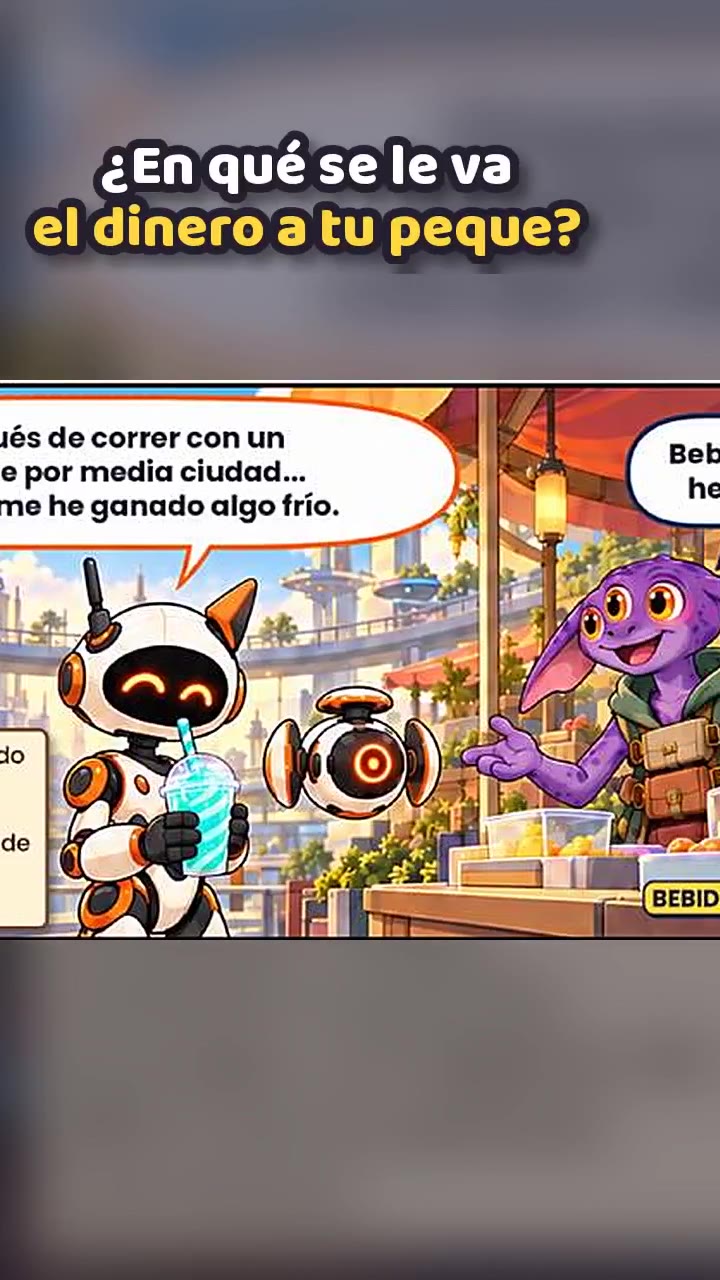 ¿En qué se le va
el dinero a tu peque?
ués de correr con un
e por media ciudad...
me he ganado algo frío.
Beb
he
do
de
BEBID